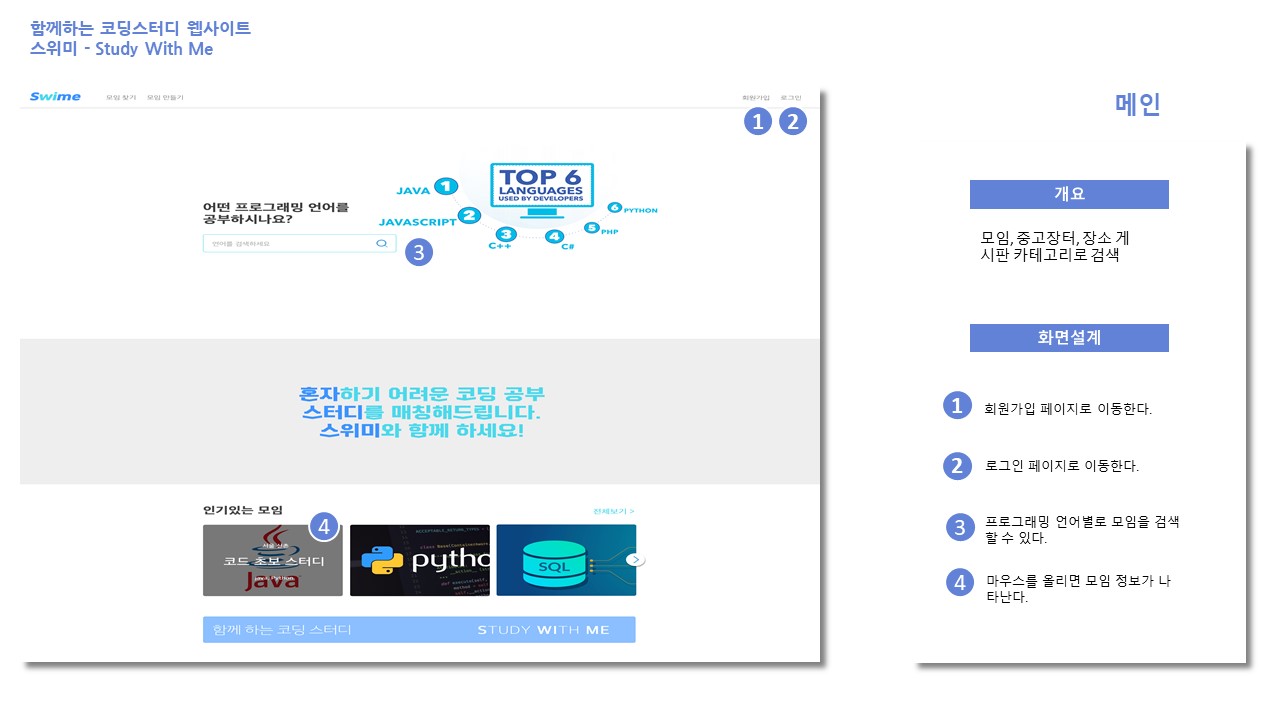 함께하는 코딩스터디 웹사이트
스위미 - Study With Me
Swime 모임 찾기 모임 만들기 회원가입 로그인
1 2
어떤 프로그래밍 언어를
공부하시나요?
언어를 검색하세요
3
TOP 6
LANGUAGES
USED BY DEVELOPERS
JAVA 1
JAVASCRIPT 2
3 C++
4 C#
5 PHP
6 PYTHON
혼자하기 어려운 코딩 공부
스터디를 매칭해드립니다.
스위미와 함께 하세요!
인기있는 모임 전체보기 >
4
서울 신촌
코드 초보 스터디
Java, Python
Java
pytho
SQL
>
함께 하는 코딩 스터디 STUDY WITH ME
메인
개요
모임, 중고장터, 장소 게
시판 카테고리로 검색
화면설계
1 회원가입 페이지로 이동한다.
2 로그인 페이지로 이동한다.
3 프로그래밍 언어별로 모임을 검색
할 수 있다.
4 마우스를 올리면 모임 정보가 나
타난다.